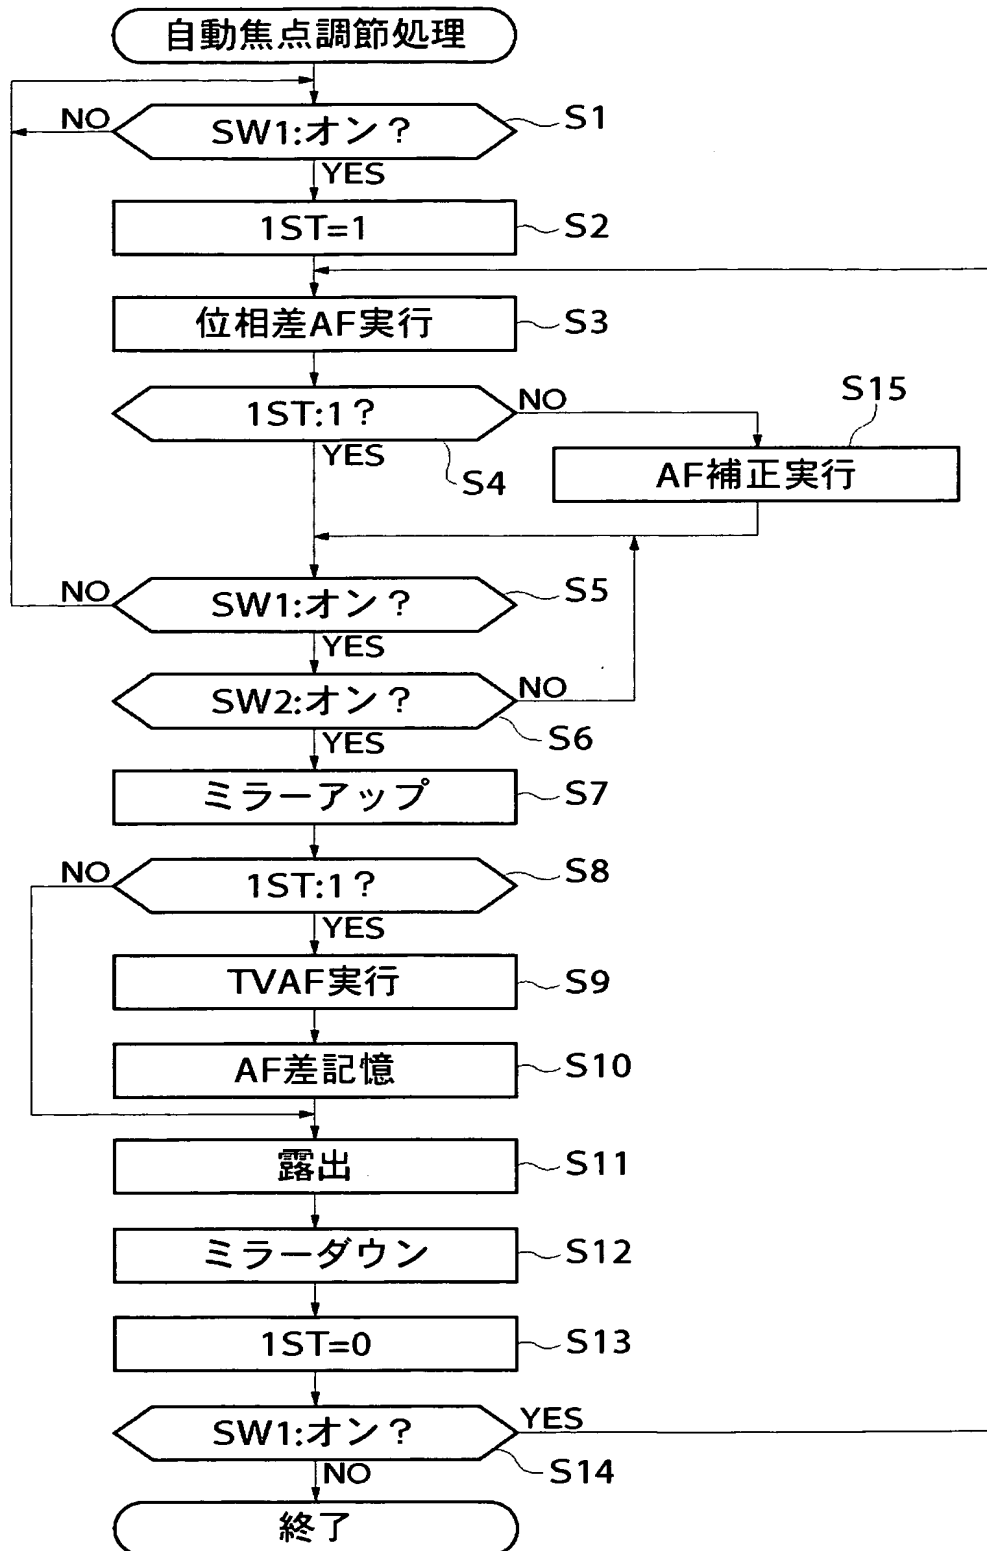 自動焦点調節処理
NO
SW1:オン？
S1
YES
1ST=1
S2
位相差AF実行
S3
1ST:1？
NO
S15
YES
S4
AF補正実行
NO
SW1:オン？
S5
YES
SW2:オン？
NO
S6
YES
ミラーアップ
S7
NO
1ST:1？
S8
YES
TVAF実行
S9
AF差記憶
S10
露出
S11
ミラーダウン
S12
1ST=0
S13
SW1:オン？
YES
S14
NO
終了